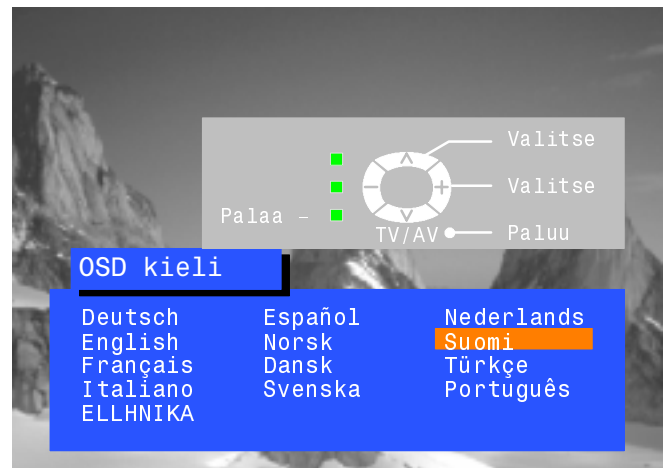 Valitse
Valitse
Palaa –
TV/AV Paluu
OSD kieli
Deutsch Español Nederlands
English Norsk Suomi
Français Dansk Türkçe
Italiano Svenska Português
ELLHNIKA